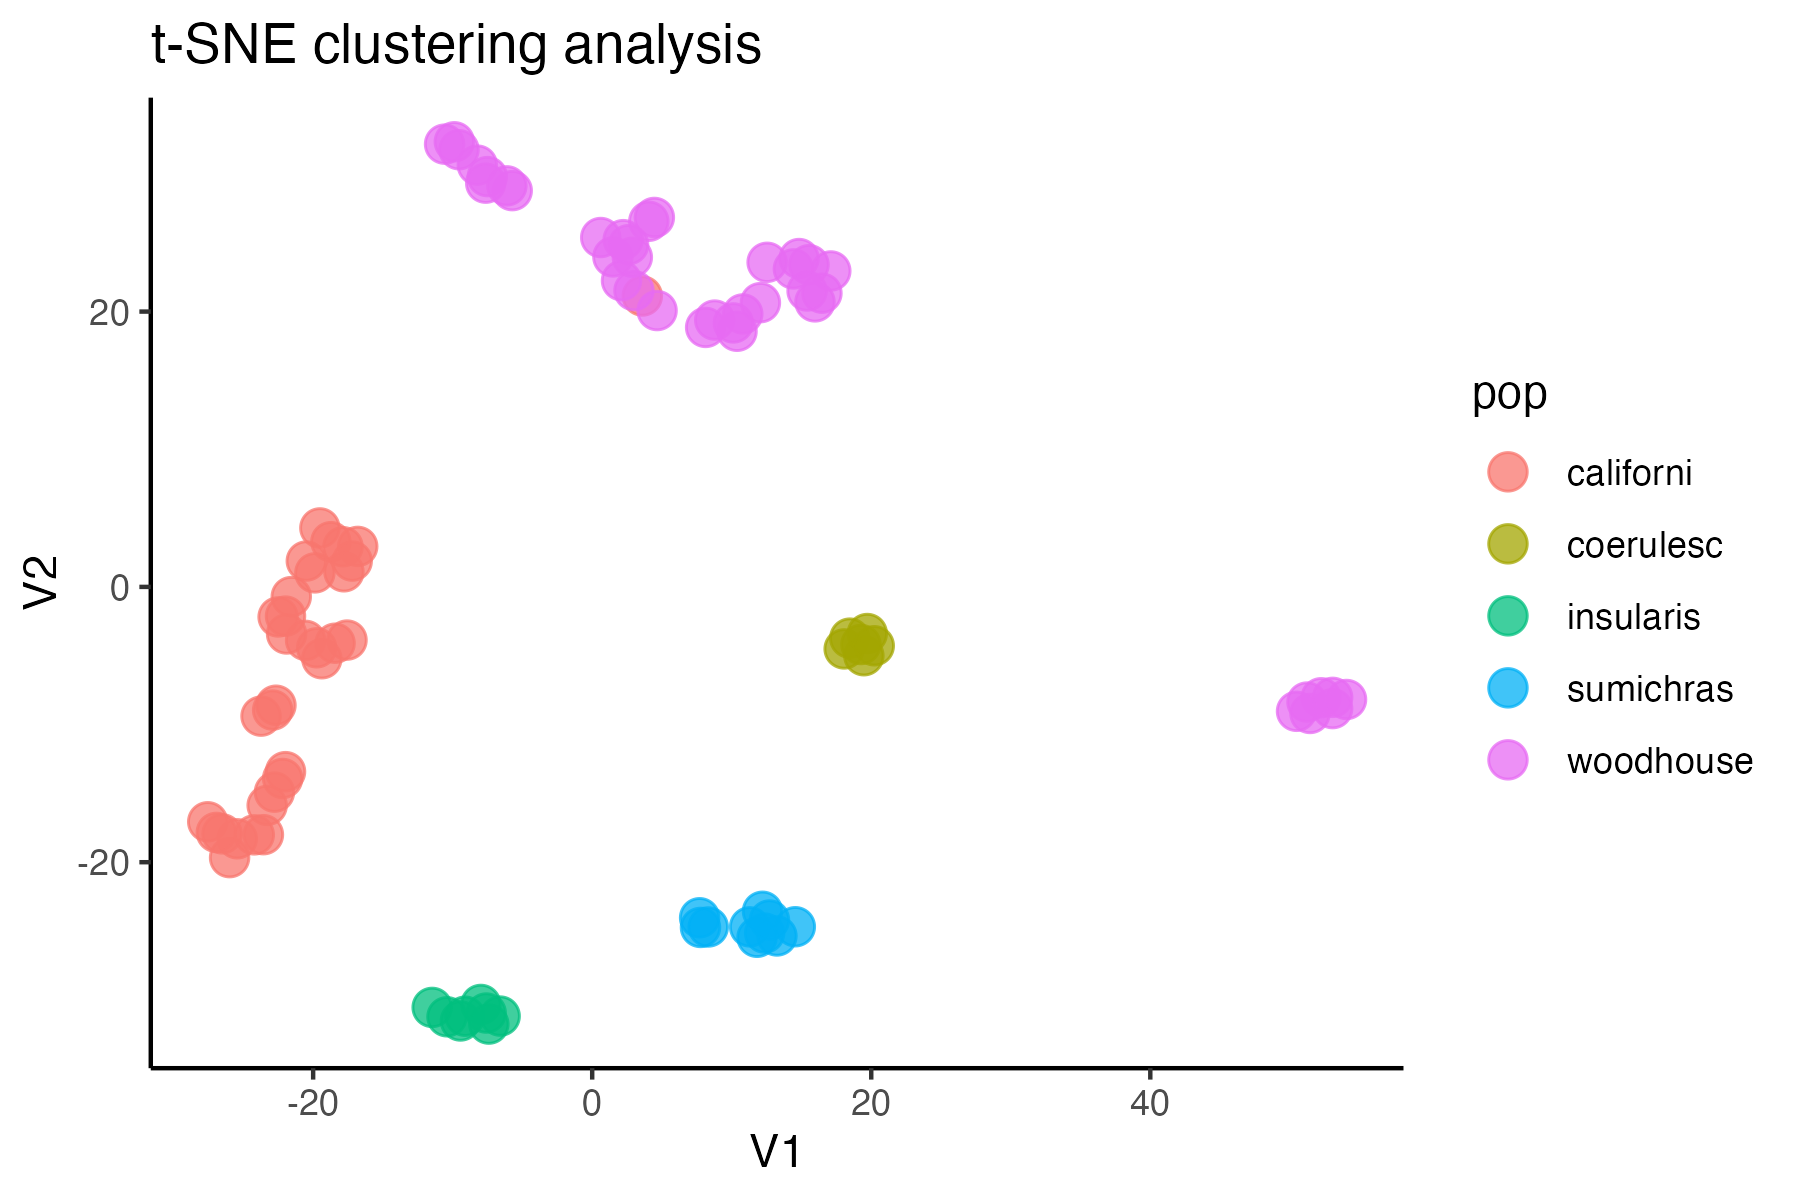 t-SNE clustering analysis
V2
20
0
-20
-20
0
20
40
V1
pop
californi
coerulesc
insularis
sumichras
woodhouse